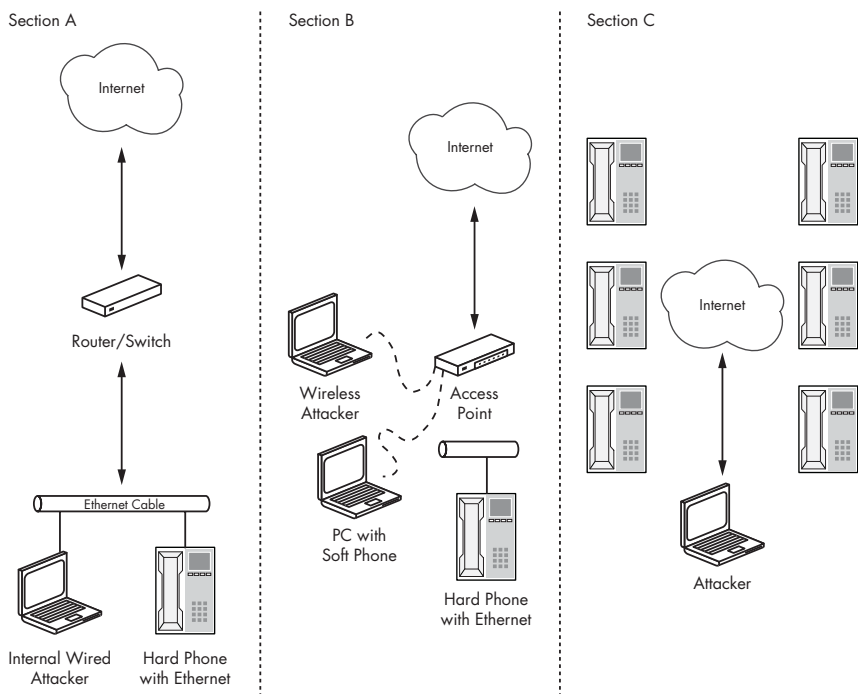 Section A
Internet
Router/Switch
Ethernet Cable
Internal Wired
Attacker
Hard Phone
with Ethernet
Section B
Internet
Wireless
Attacker
Access
Point
PC with
Soft Phone
Hard Phone
with Ethernet
Section C
Internet
Attacker